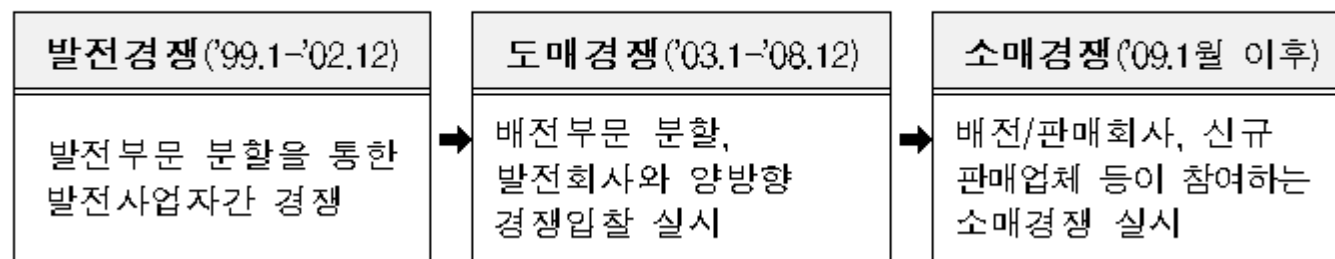 발전경쟁('99.1-'02.12)
발전부문 분할을 통한
발전사업자간 경쟁
➡
도매경쟁('03.1-'08.12)
배전부문 분할,
발전회사와 양방향
경쟁입찰 실시
➡
소매경쟁('09.1월 이후)
배전/판매회사, 신규
판매업체 등이 참여하는
소매경쟁 실시